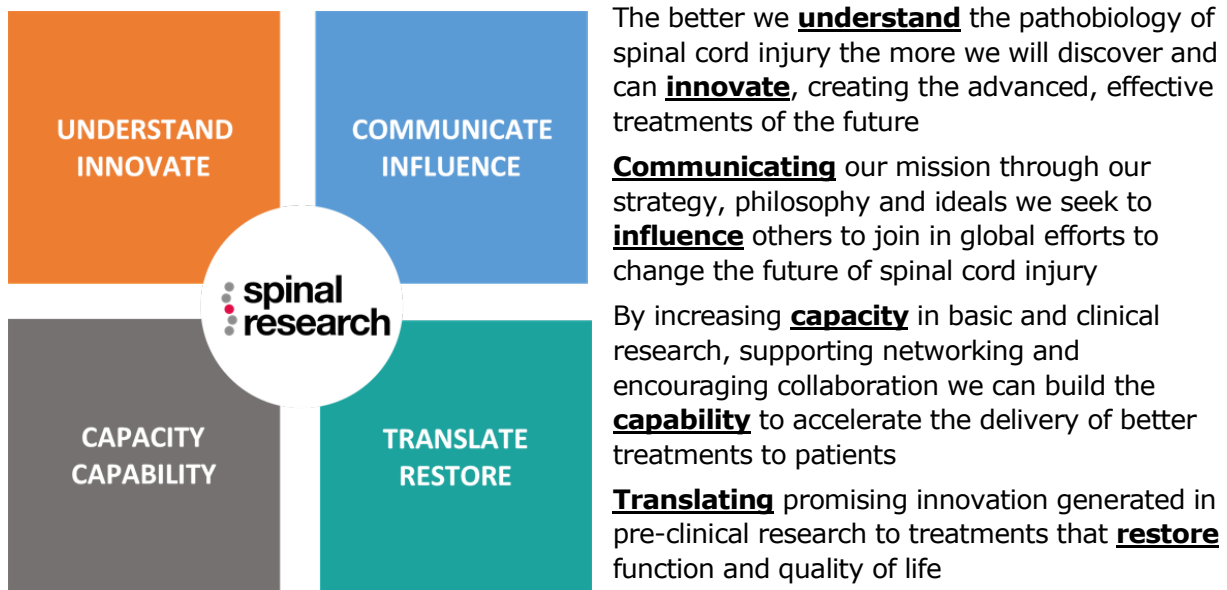 UNDERSTAND
INNOVATE
COMMUNICATE
INFLUENCE
spinal
research
CAPACITY
CAPABILITY
TRANSLATE
RESTORE
The better we understand the pathobiology of
spinal cord injury the more we will discover and
can innovate, creating the advanced, effective
treatments of the future
Communicating our mission through our
strategy, philosophy and ideals we seek to
influence others to join in global efforts to
change the future of spinal cord injury
By increasing capacity in basic and clinical
research, supporting networking and
encouraging collaboration we can build the
capability to accelerate the delivery of better
treatments to patients
Translating promising innovation generated in
pre-clinical research to treatments that restore
function and quality of life